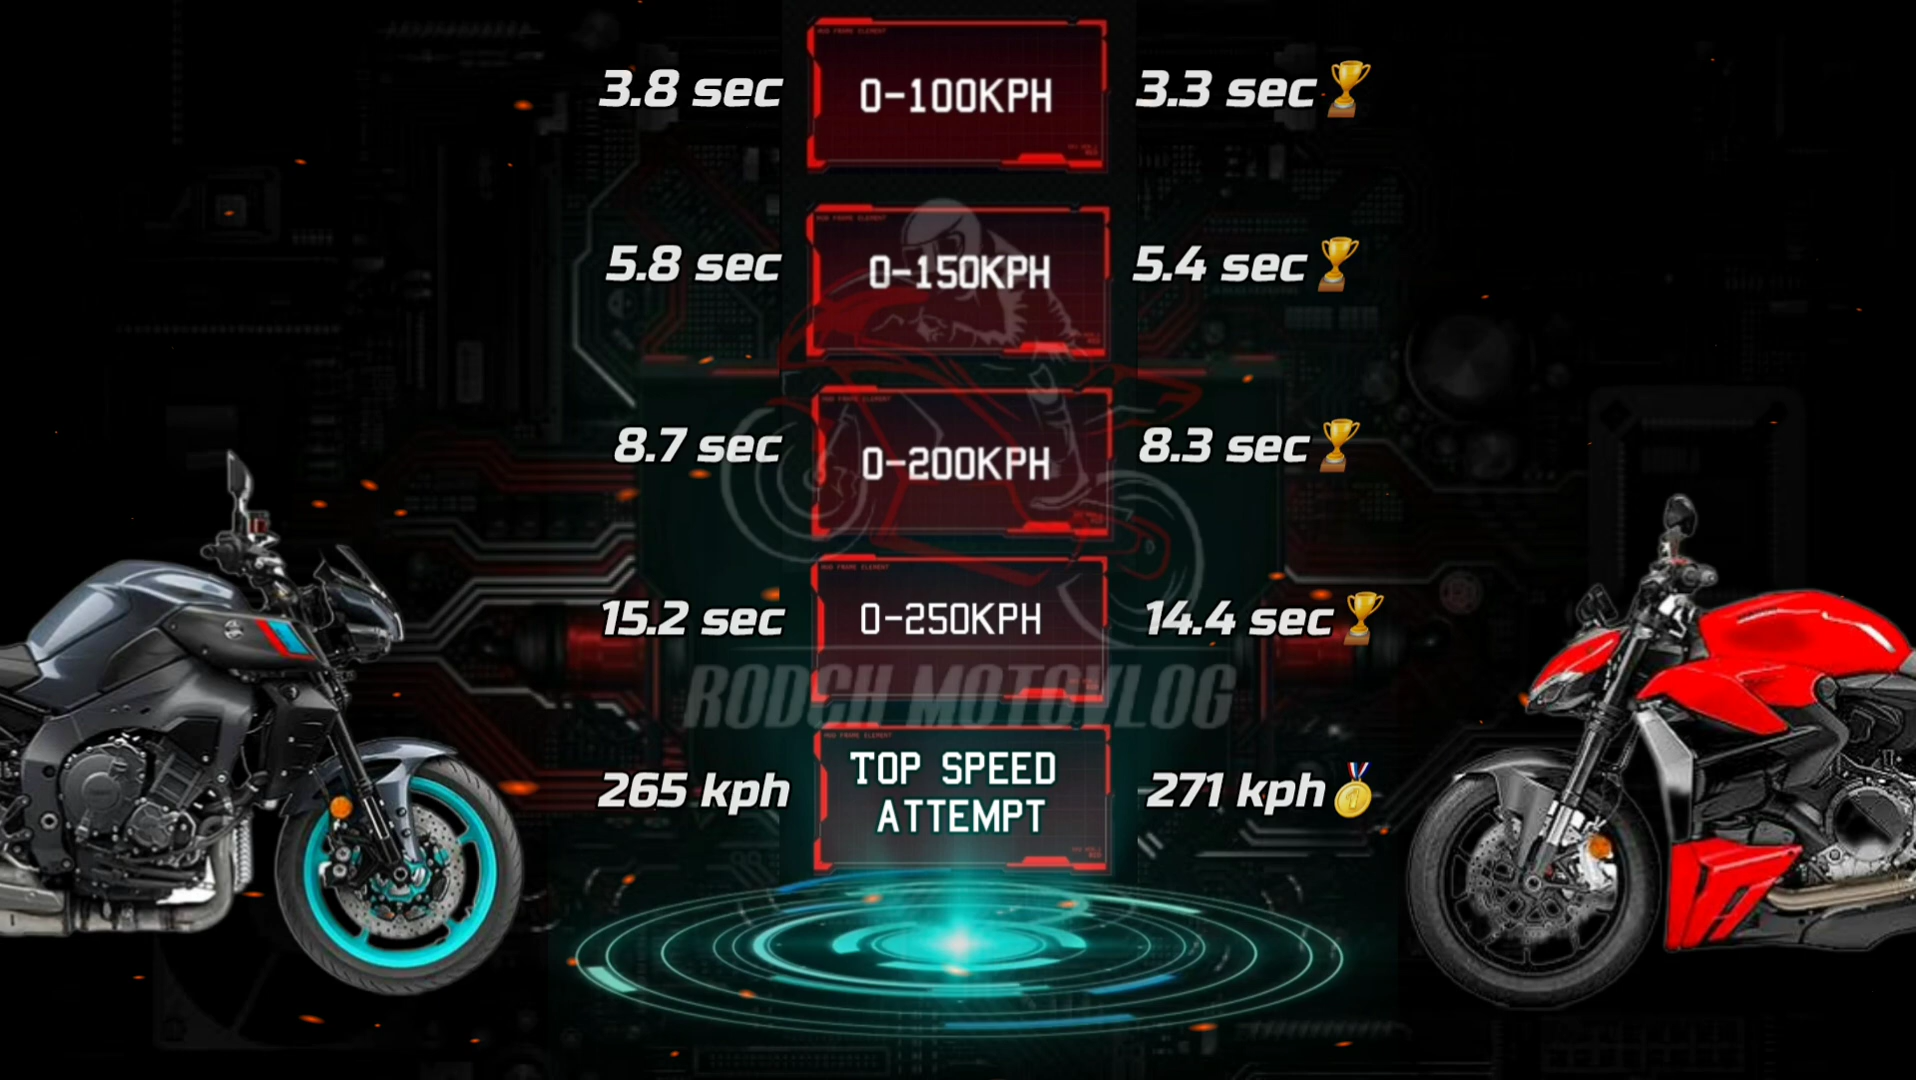 3.8 sec 0-100KPH 3.3 sec
5.8 sec 0-150KPH 5.4 sec
8.7 sec 0-200KPH 8.3 sec
15.2 sec 0-250KPH 14.4 sec
RODCH MOTOVLOG
265 kph TOP SPEED 271 kph
ATTEMPT